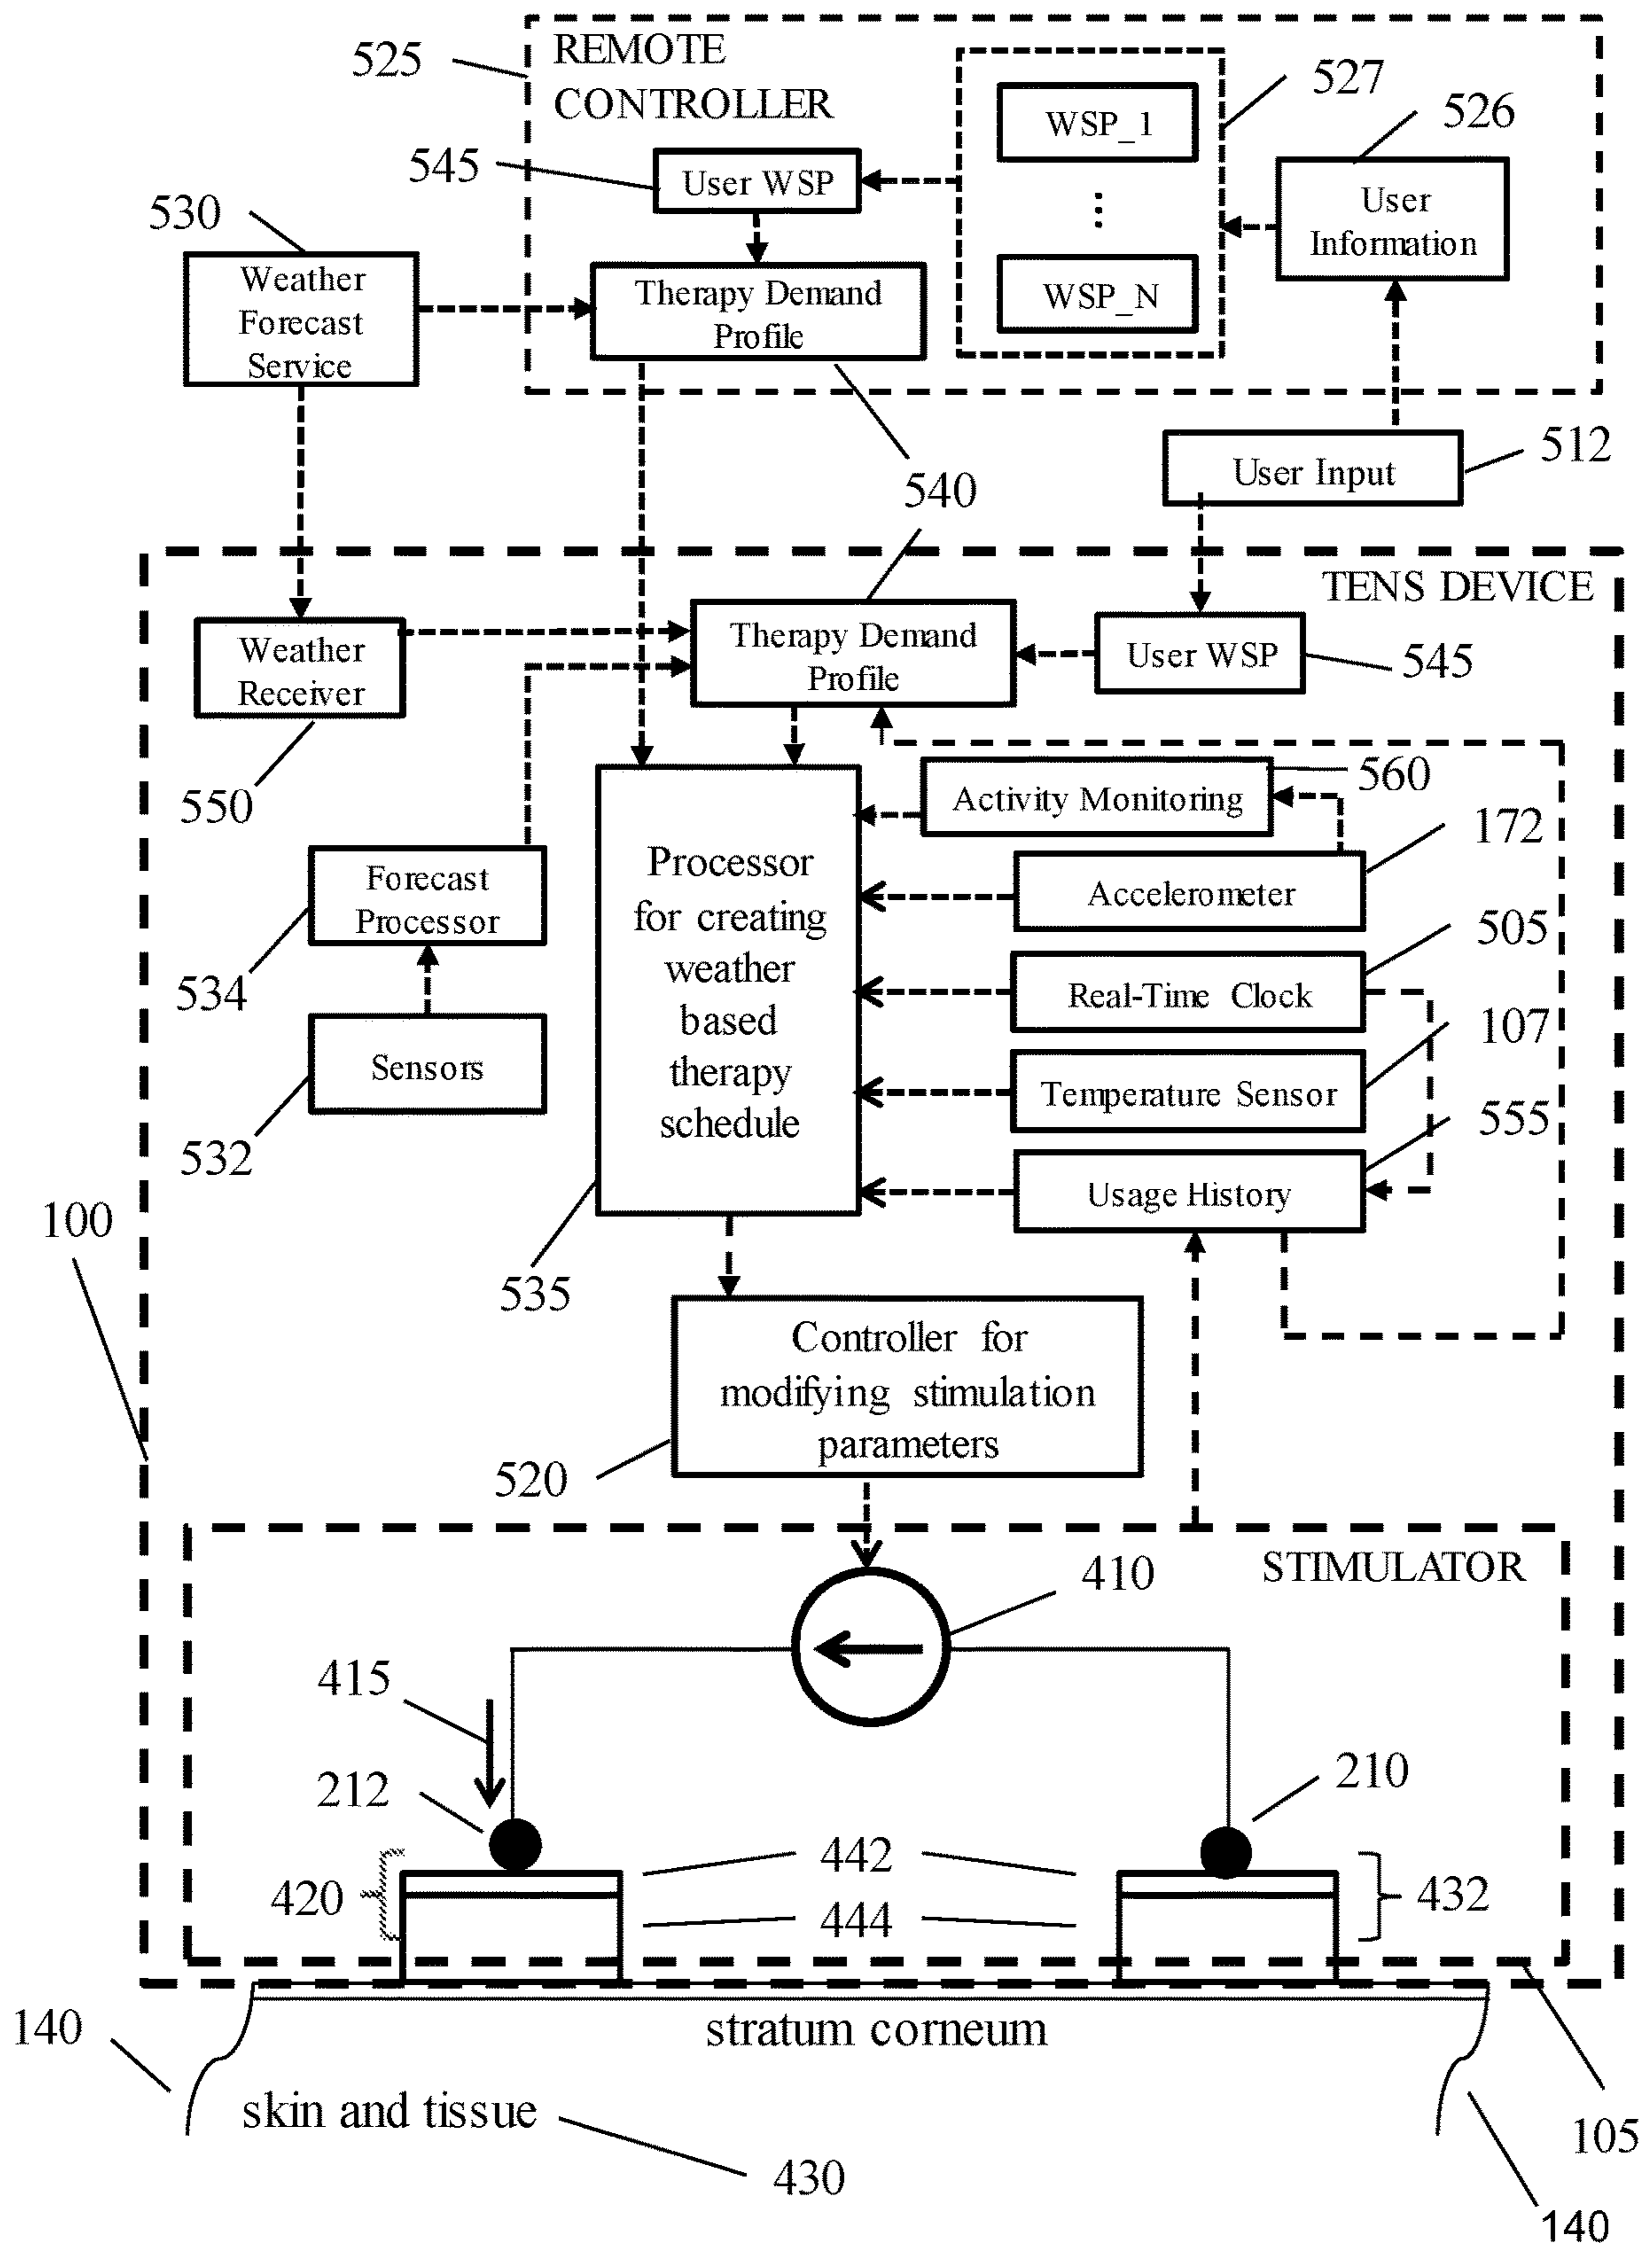 REMOTE
CONTROLLER
525
527
526
WSP_1
545
User WSP
...
User
Information
530
Weather
Forecast
Service
Therapy Demand
Profile
WSP_N
512
User Input
540
TENS DEVICE
Weather
Receiver
Therapy Demand
Profile
User WSP
545
550
560
Activity Monitoring
172
Forecast
Processor
Processor
for creating
weather
based
therapy
schedule
Accelerometer
505
534
Real-Time Clock
107
Sensors
Temperature Sensor
555
532
Usage History
100
535
Controller for
modifying stimulation
parameters
520
STIMULATOR
410
415
212
210
442
420
432
444
140
stratum corneum
skin and tissue
105
430
140